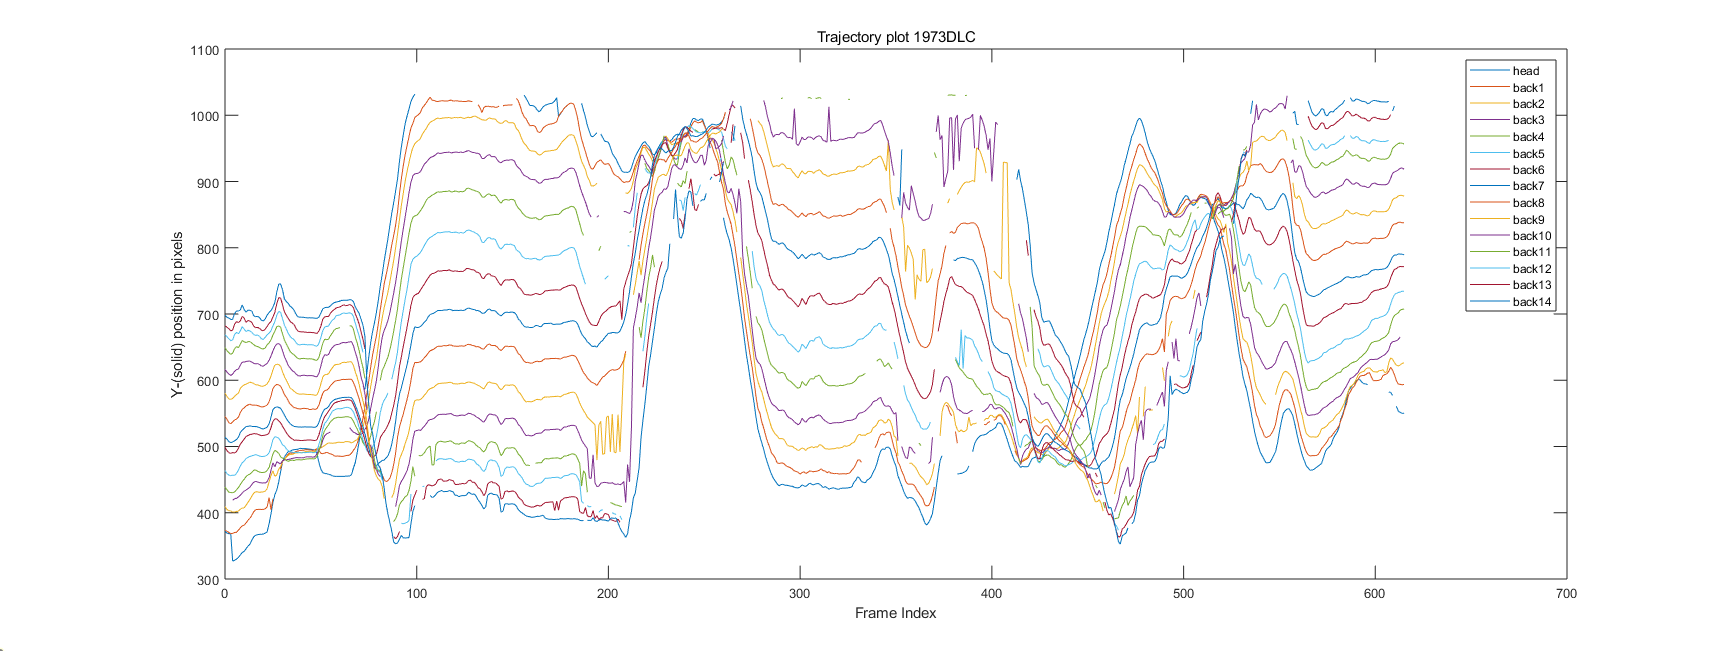 Trajectory plot 1973DLC
1100
1000
900
800
700
600
500
400
300
Y-(solid) position in pixels
0 100 200 300 400 500 600 700
Frame Index
head
back1
back2
back3
back4
back5
back6
back7
back8
back9
back10
back11
back12
back13
back14